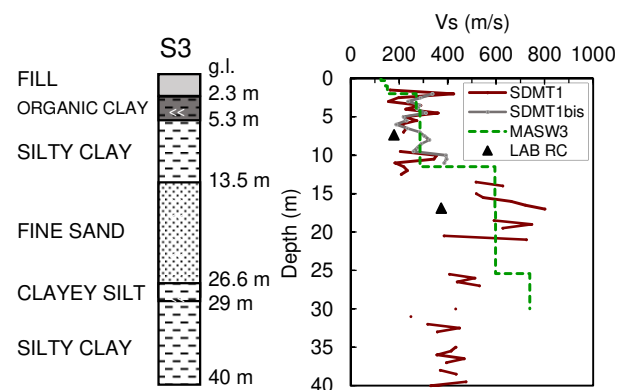 S3
g.l.
FILL
2.3 m
ORGANIC CLAY
5.3 m
SILTY CLAY
13.5 m
FINE SAND
26.6 m
CLAYEY SILT
29 m
SILTY CLAY
40 m
Vs (m/s)
0 200 400 600 800 1000
Depth (m)
0
5
10
15
20
25
30
35
40
SDMT1
SDMT1bis
MASW3
LAB RC